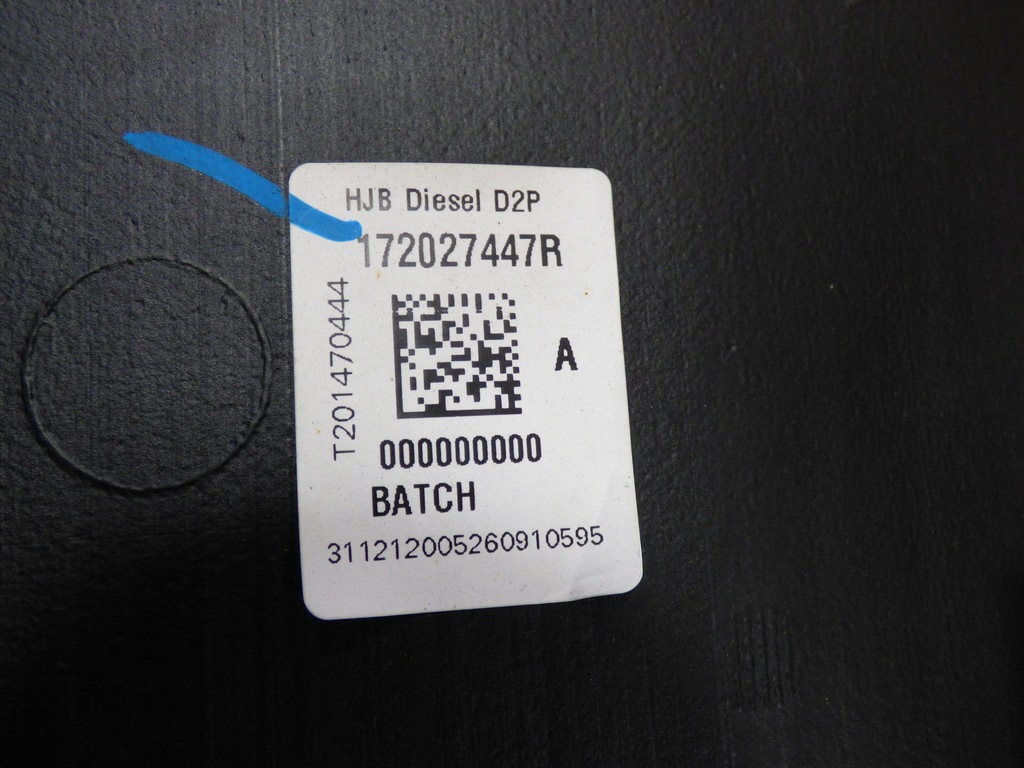 HJB Diesel D2P
172027447R
T201470444
A
000000000
BATCH
311212005260910595